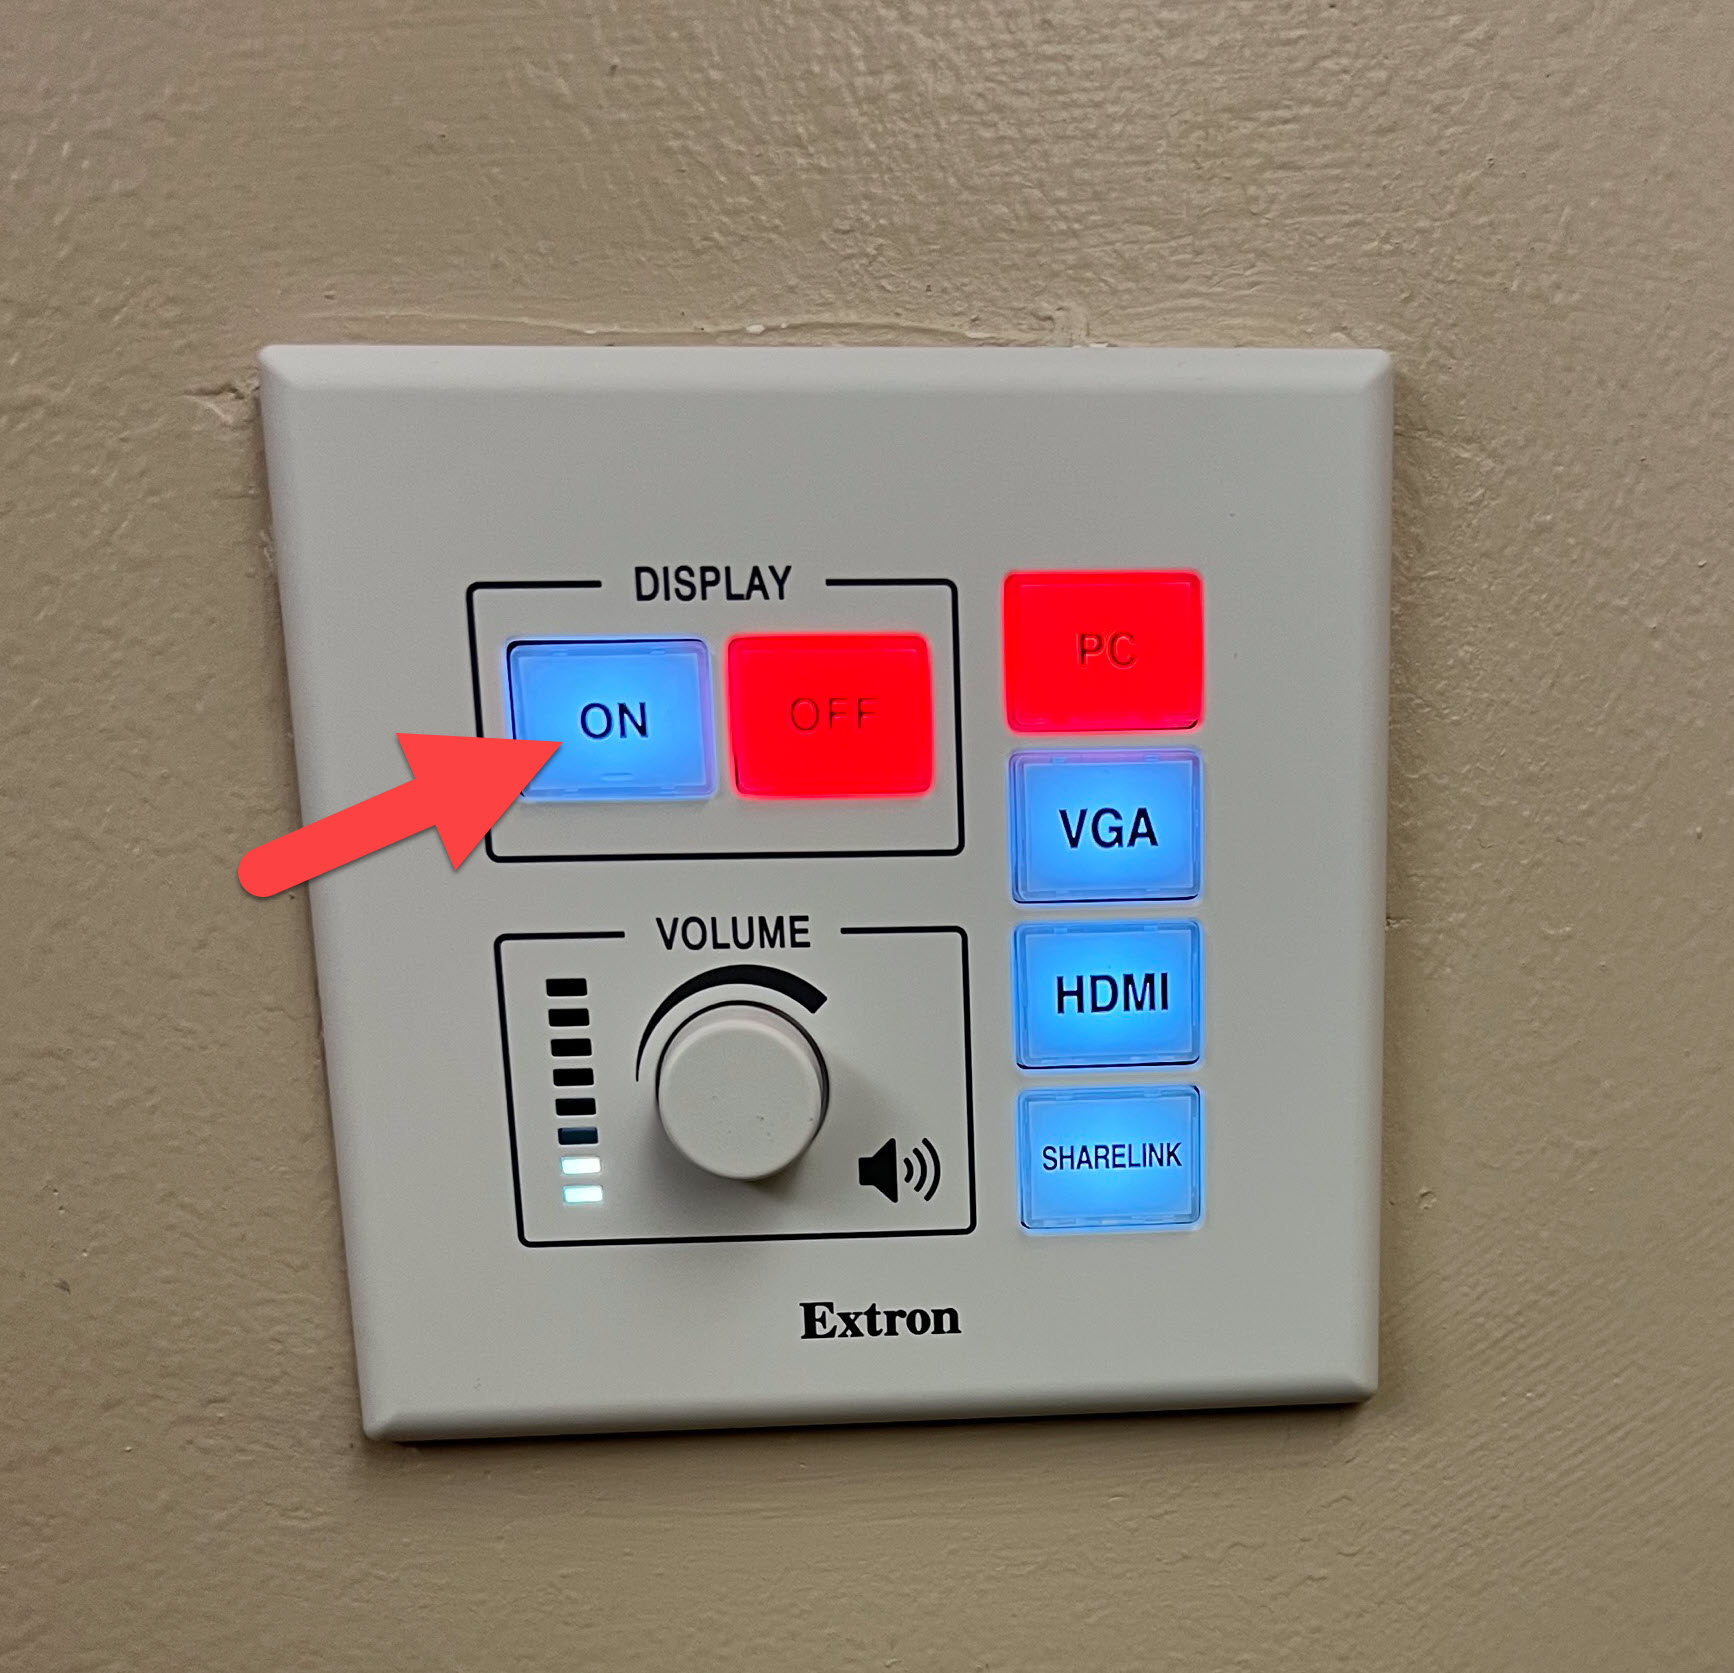 DISPLAY
ON
OFF
PC
VGA
HDMI
SHARELINK
VOLUME
Extron